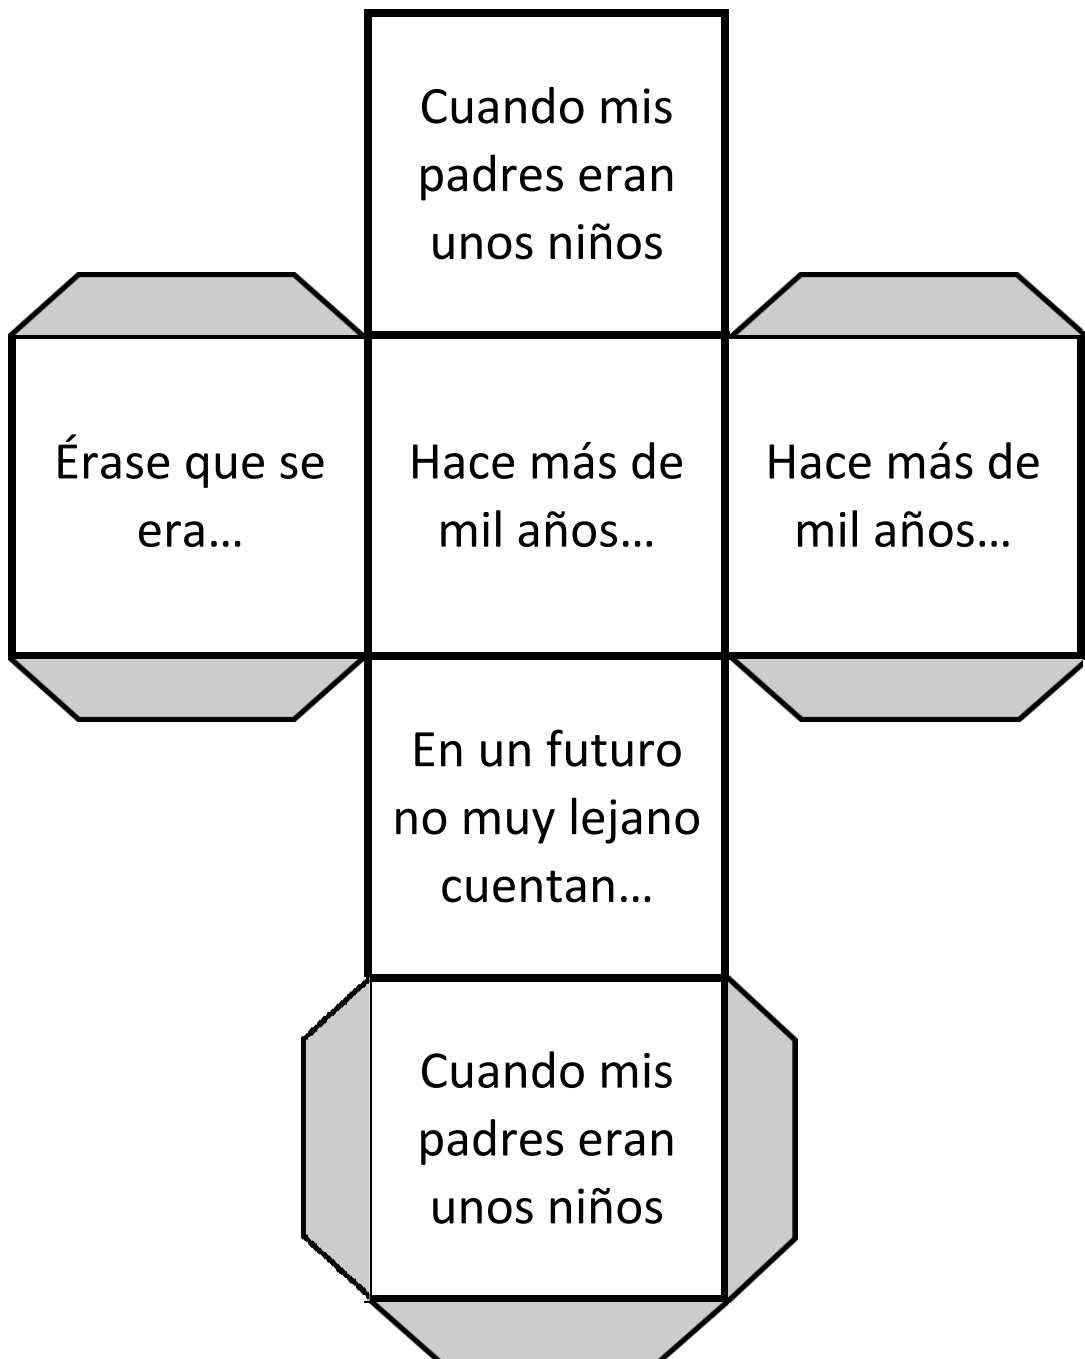 Cuando mis
padres eran
unos niños
Érase que se
era...
Hace más de
mil años...
Hace más de
mil años...
En un futuro
no muy lejano
cuentan...
Cuando mis
padres eran
unos niños